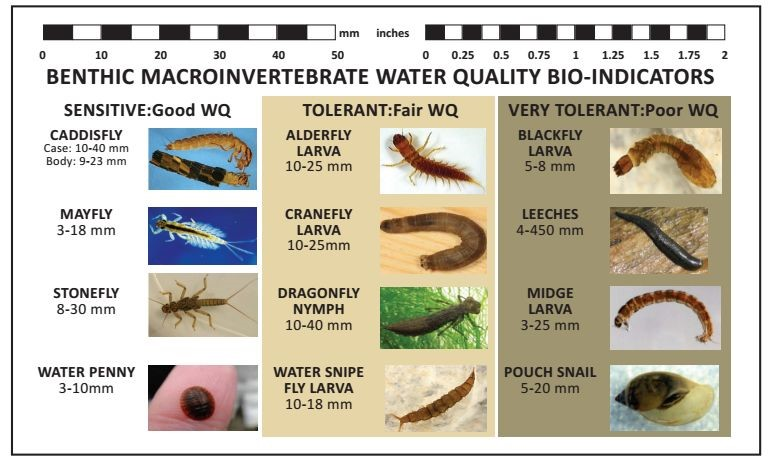 mm inches
0 10 20 30 40 50 0 0.25 0.5 0.75 1 1.25 1.5 1.75 2
BENTHIC MACROINVERTEBRATE WATER QUALITY BIO-INDICATORS
SENSITIVE:Good WQ
CADDISFLY
Case: 10-40 mm
Body: 9-23 mm
MAYFLY
3-18 mm
STONEFLY
8-30 mm
WATER PENNY
3-10mm
TOLERANT:Fair WQ
ALDERFLY
LARVA
10-25 mm
CRANEFLY
LARVA
10-25mm
DRAGONFLY
NYMPH
10-40 mm
WATER SNIPE
FLY LARVA
10-18 mm
VERY TOLERANT:Poor WQ
BLACKFLY
LARVA
5-8 mm
LEECHES
4-450 mm
MIDGE
LARVA
3-25 mm
POUCH SNAIL
5-20 mm